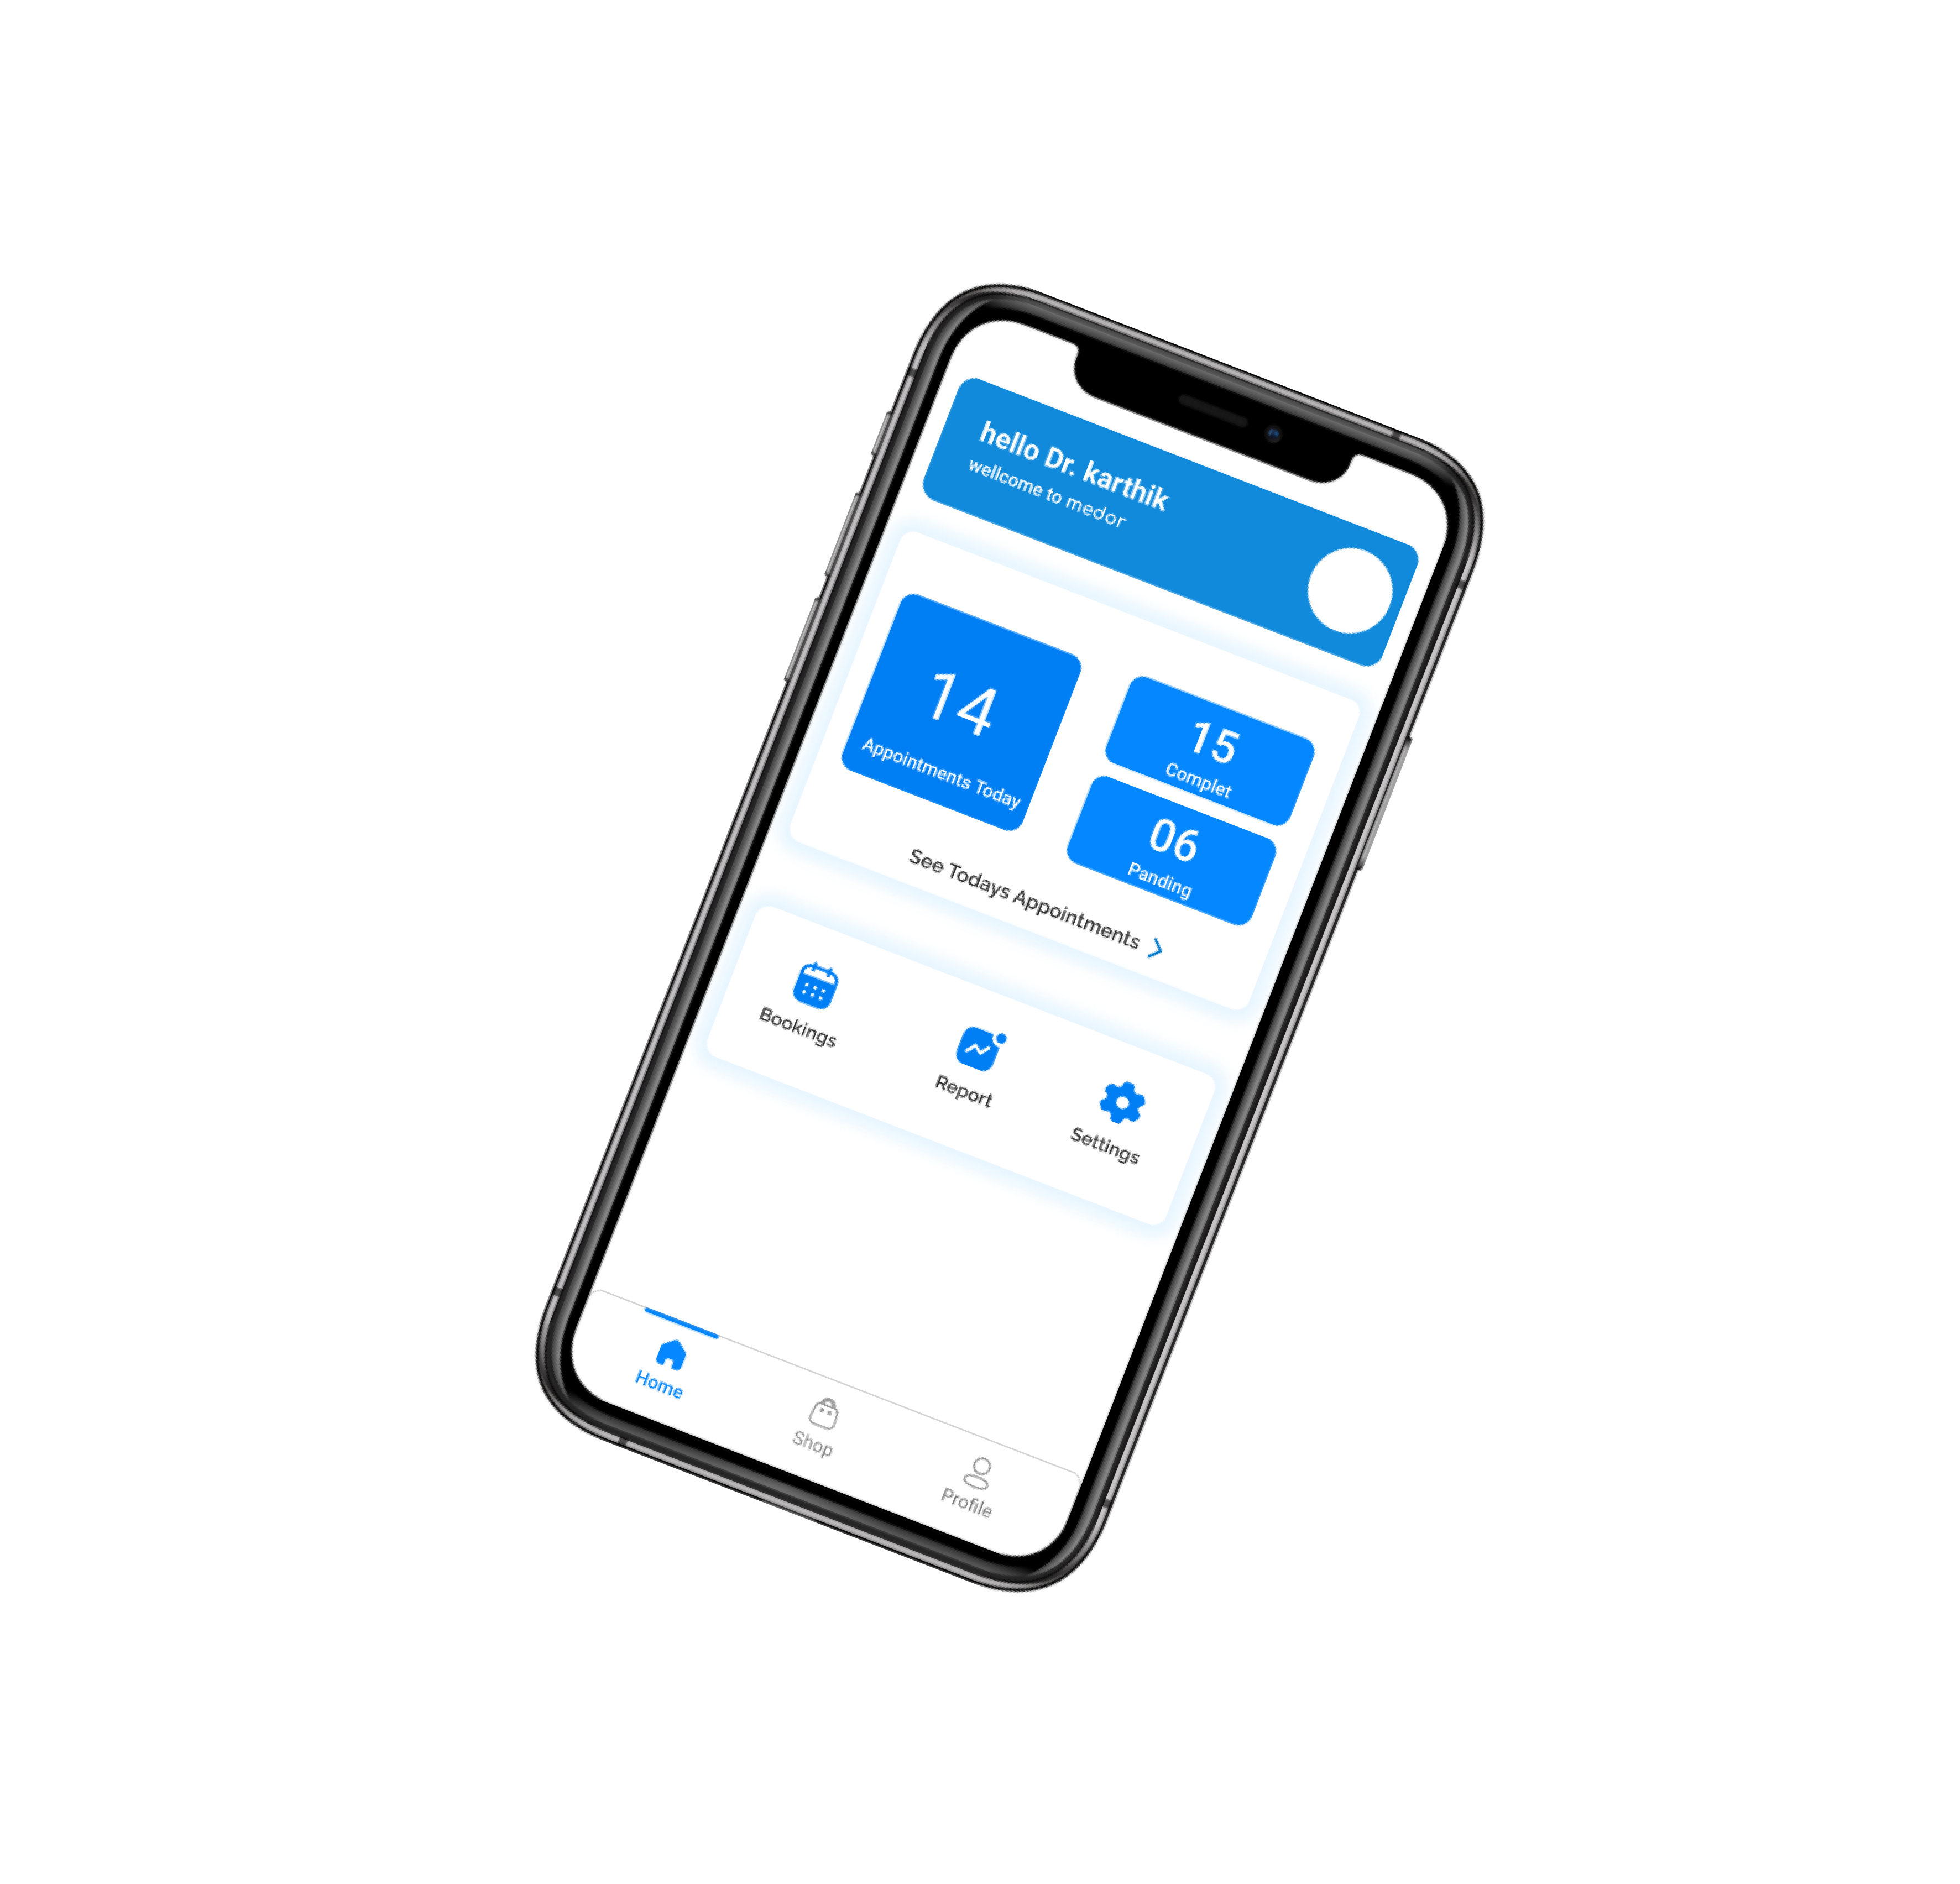 hello Dr. karthik
wellcome to medor
14
Appointments Today
15
Complet
06
Panding
See Todays Appointments
Bookings
Report
Settings
Home
Shop
Profile